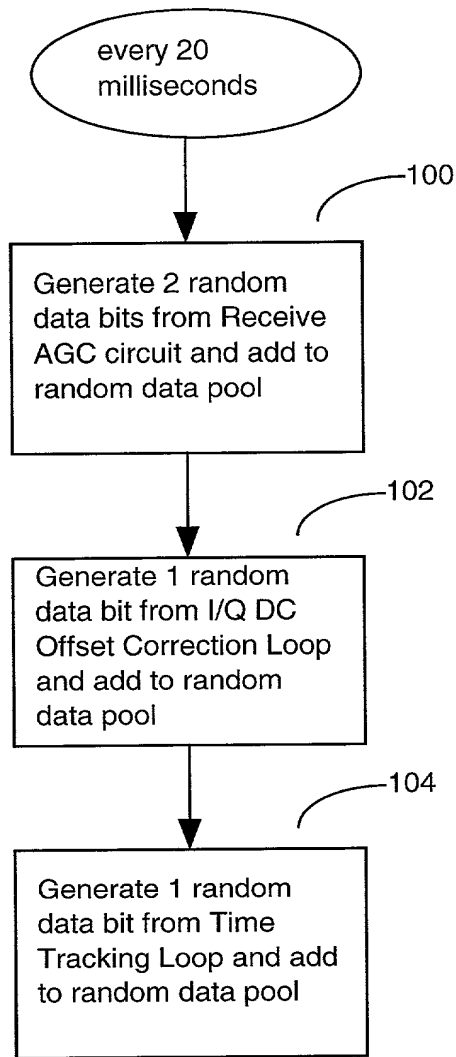 every 20
milliseconds
100
Generate 2 random
data bits from Receive
AGC circuit and add to
random data pool
102
Generate 1 random
data bit from I/Q DC
Offset Correction Loop
and add to random
data pool
104
Generate 1 random
data bit from Time
Tracking Loop and add
to random data pool